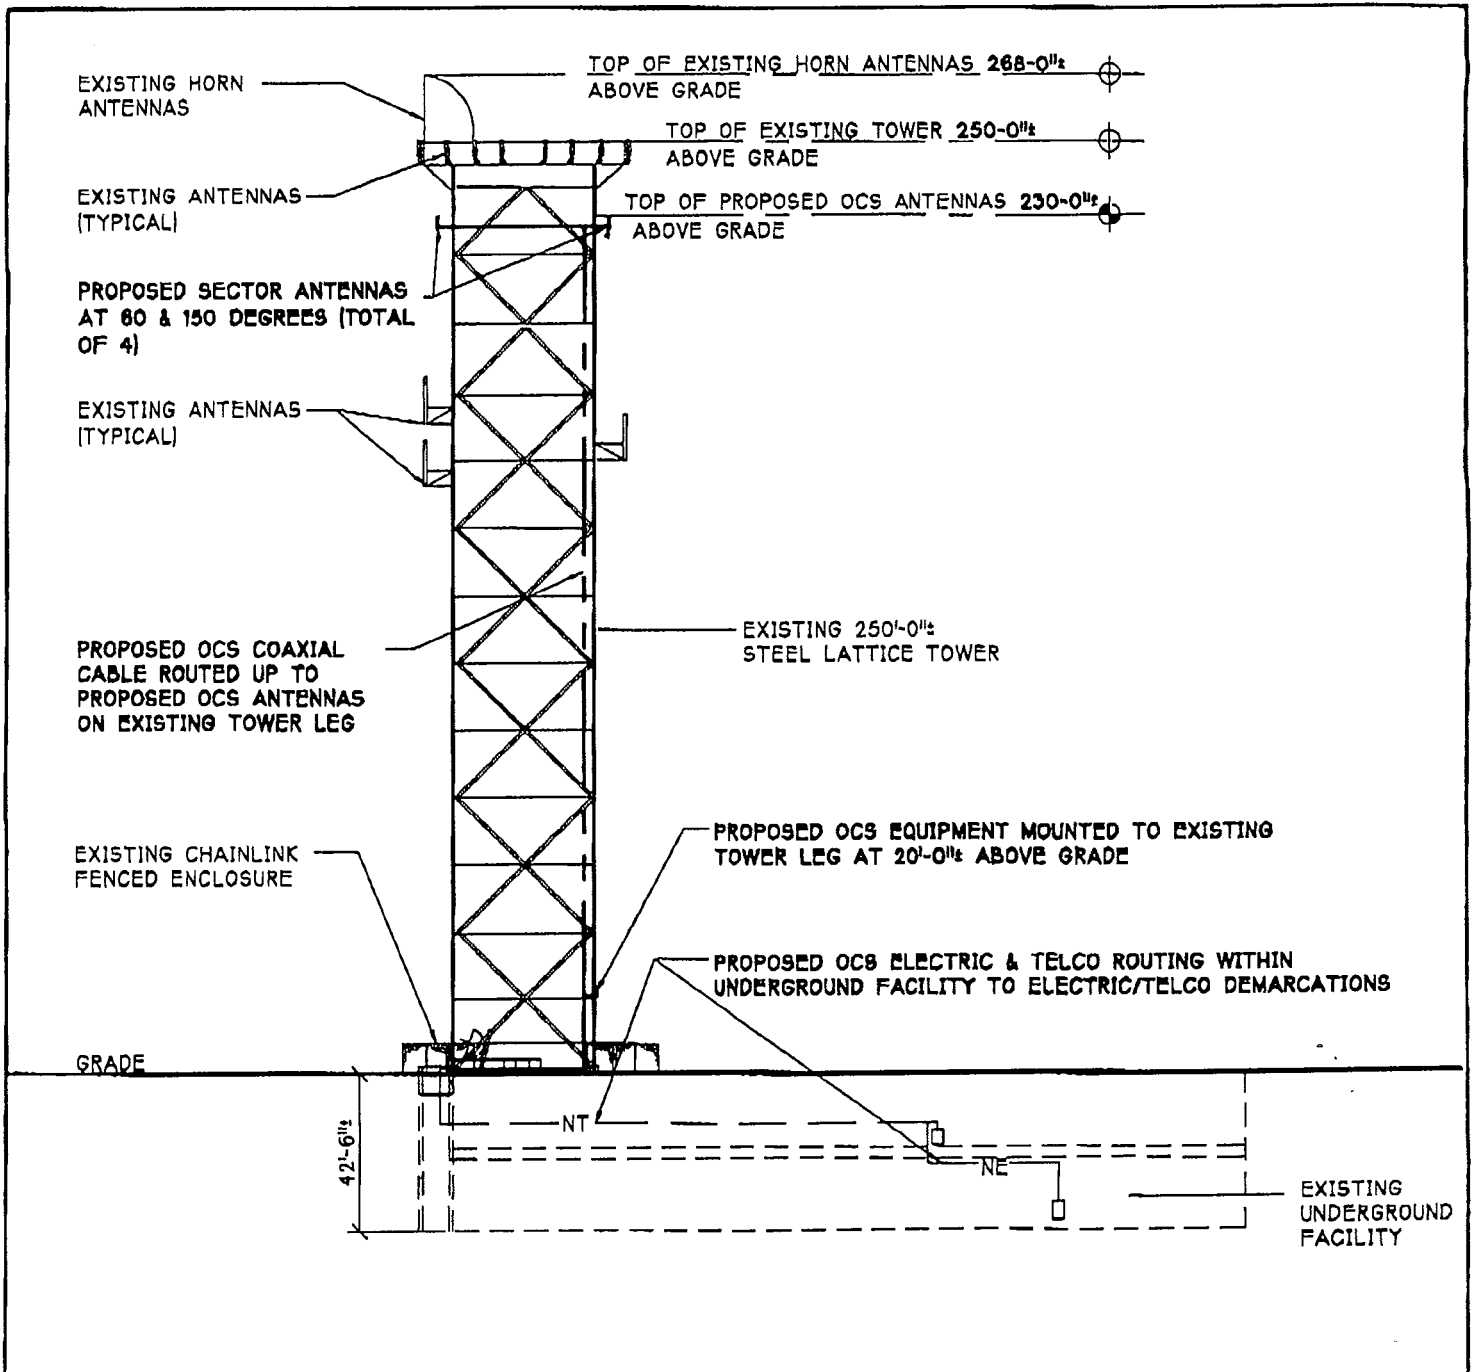 EXISTING HORN
ANTENNAS
TOP OF EXISTING HORN ANTENNAS 268-0"±
ABOVE GRADE
TOP OF EXISTING TOWER 250-0"±
ABOVE GRADE
EXISTING ANTENNAS
(TYPICAL)
TOP OF PROPOSED OCS ANTENNAS 230-0"±
ABOVE GRADE
PROPOSED SECTOR ANTENNAS
AT 60 & 150 DEGREES (TOTAL
OF 4)
EXISTING ANTENNAS
(TYPICAL)
PROPOSED OCS COAXIAL
CABLE ROUTED UP TO
PROPOSED OCS ANTENNAS
ON EXISTING TOWER LEG
EXISTING 250'-0"±
STEEL LATTICE TOWER
PROPOSED OCS EQUIPMENT MOUNTED TO EXISTING
TOWER LEG AT 20'-0"± ABOVE GRADE
EXISTING CHAINLINK
FENCED ENCLOSURE
PROPOSED OCS ELECTRIC & TELCO ROUTING WITHIN
UNDERGROUND FACILITY TO ELECTRIC/TELCO DEMARCATIONS
GRADE
NT
42'-6"±
NE
EXISTING
UNDERGROUND
FACILITY